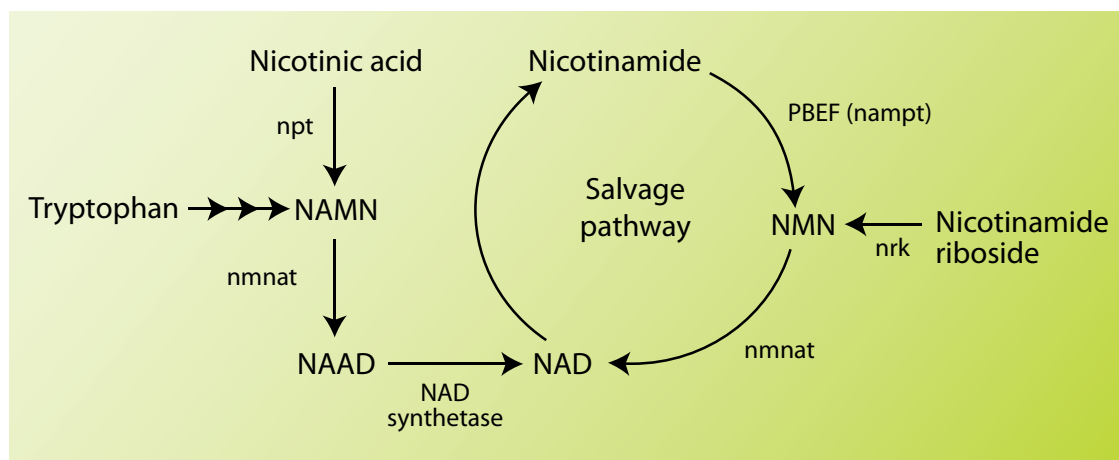 Nicotinic acid
Nicotinamide
npt
PBEF (nampt)
Tryptophan
NAMN
Salvage
pathway
NMN
nrk
Nicotinamide
riboside
nmnat
NAAD
NAD
synthetase
NAD
nmnat